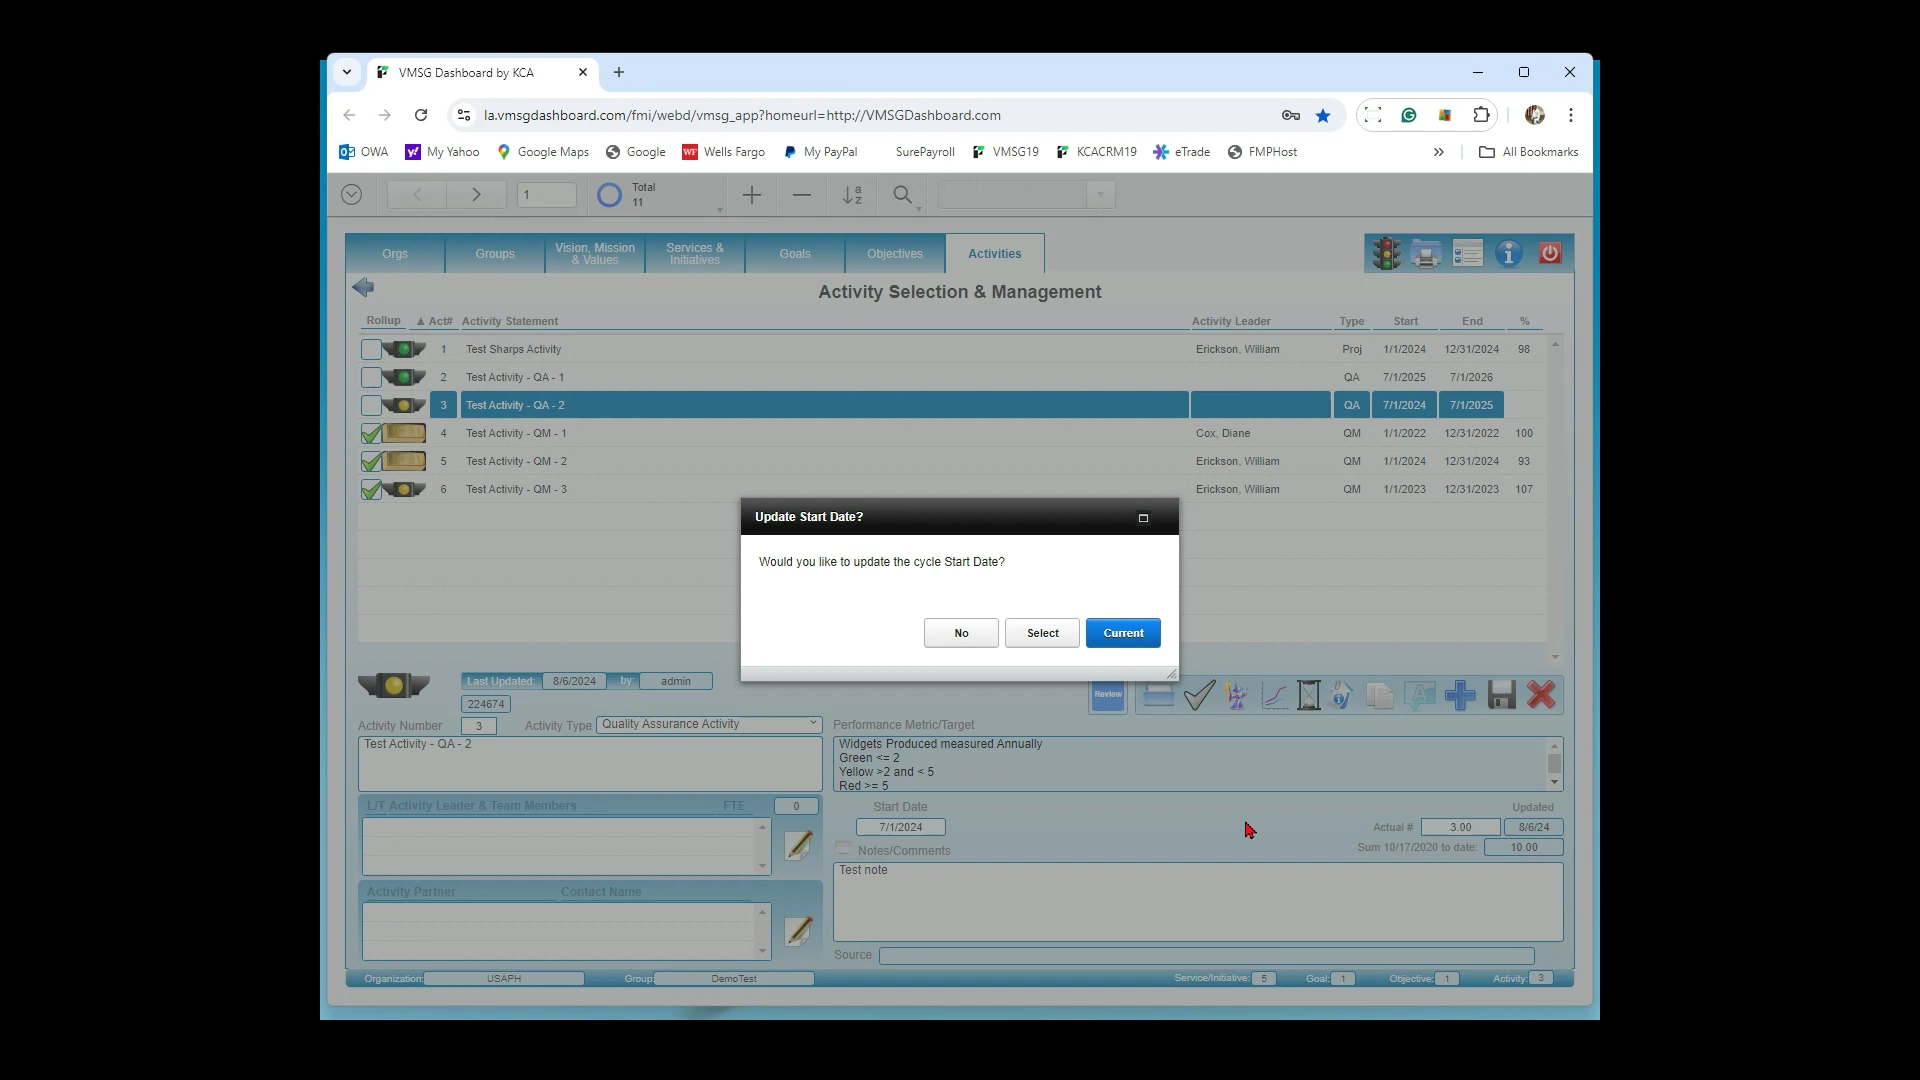 VMSG Dashboard by KCA
la.vmsgdashboard.com/fmi/webd/vmsg_app?homeurl=http://VMSGDashboard.com
OWA My Yahoo Google Maps Google Wells Fargo My PayPal SurePayroll VMSG19 KCACRM19 eTrade FMPHost » All Bookmarks
1 Total
11
Orgs Groups Vision, Mission & Values Services & Initiatives Goals Objectives Activities
Activity Selection & Management
Rollup ▲ Act# Activity Statement Activity Leader Type Start End %
1 Test Sharps Activity Erickson, William Proj 1/1/2024 12/31/2024 98
2 Test Activity - QA - 1 QA 7/1/2025 7/1/2026
3 Test Activity - QA - 2 QA 7/1/2024 7/1/2025
4 Test Activity - QM - 1 Cox, Diane QM 1/1/2022 12/31/2022 100
5 Test Activity - QM - 2 Erickson, William QM 1/1/2024 12/31/2024 93
6 Test Activity - QM - 3 Erickson, William QM 1/1/2023 12/31/2023 107
Update Start Date?
Would you like to update the cycle Start Date?
No Select Current
Last Updated: 8/6/2024 by: admin
Review
224674
Activity Number 3 Activity Type Quality Assurance Activity
Performance Metric/Target
Test Activity - QA - 2
Widgets Produced measured Annually
Green <= 2
Yellow >2 and < 5
Red >= 5
L/T Activity Leader & Team Members FTE 0
Start Date
Updated
7/1/2024
Actual # 3.00 8/6/24
Sum 10/17/2020 to date: 10.00
Notes/Comments
Test note
Activity Partner Contact Name
Source
Organization: USAPH Group: DemoTest Service/Initiative: 5 Goal: 1 Objective: 1 Activity: 3